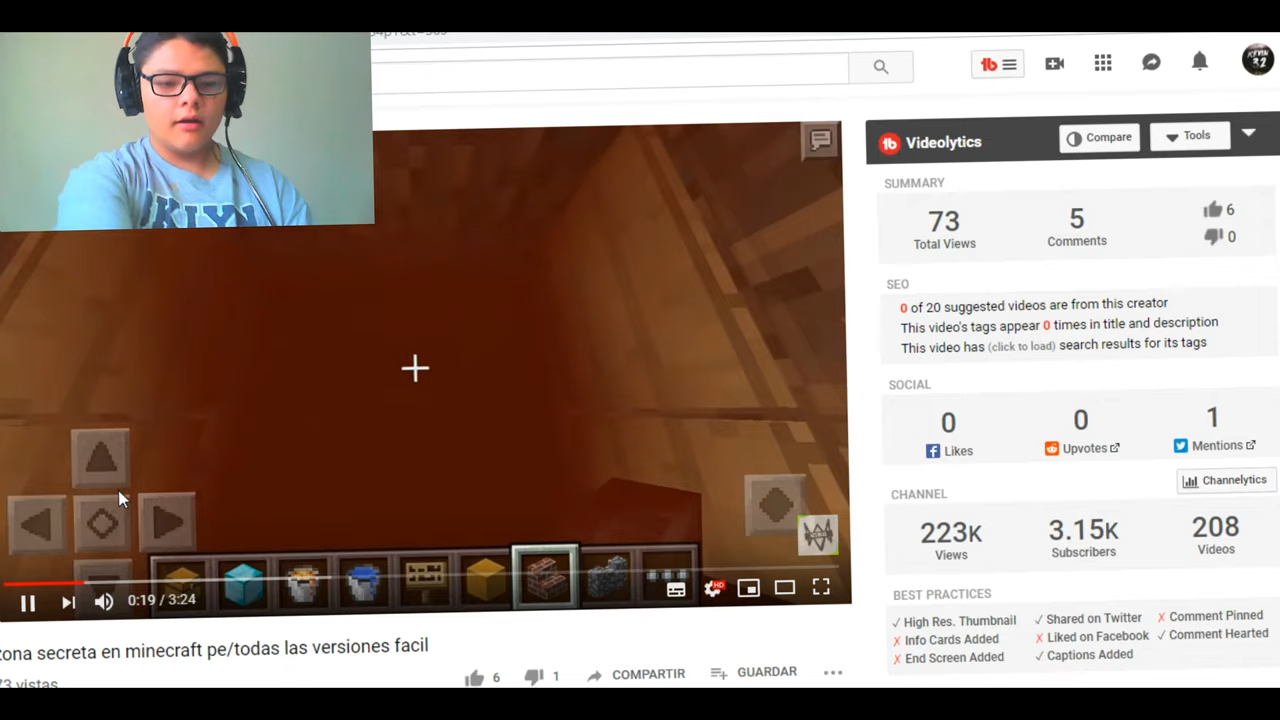 KEVIN
32
Videolytics
Compare
Tools
SUMMARY
73
Total Views
5
Comments
6
0
SEO
0 of 20 suggested videos are from this creator
This video's tags appear 0 times in title and description
This video has (click to load) search results for its tags
SOCIAL
0
Likes
0
Upvotes
1
Mentions
CHANNEL
Channelytics
223K
Views
3.15K
Subscribers
208
Videos
BEST PRACTICES
High Res. Thumbnail
Shared on Twitter
Comment Pinned
Info Cards Added
Liked on Facebook
Comment Hearted
End Screen Added
Captions Added
0:19 / 3:24
HD
zona secreta en minecraft pe/todas las versiones facil
73 vistas
6
1
COMPARTIR
GUARDAR